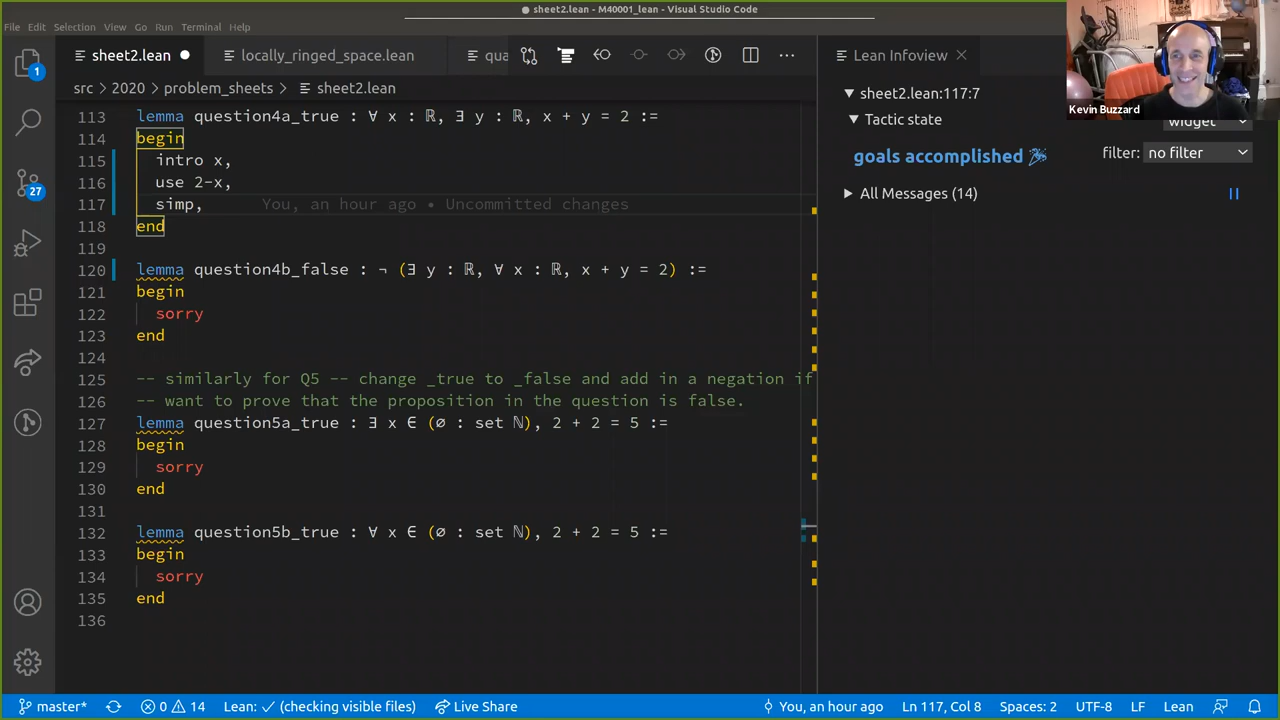 sheet2.lean - M40001_lean - Visual Studio Code
File Edit Selection View Go Run Terminal Help
sheet2.lean
locally_ringed_space.lean
qua
Lean Infoview
src > 2020 > problem_sheets > sheet2.lean
113 lemma question4a_true : ∀ x : ℝ, ∃ y : ℝ, x + y = 2 :=
114 begin
115 intro x,
116 use 2-x,
117 simp, You, an hour ago • Uncommitted changes
118 end
119
120 lemma question4b_false : ¬ (∃ y : ℝ, ∀ x : ℝ, x + y = 2) :=
121 begin
122 sorry
123 end
124
125 -- similarly for Q5 -- change _true to _false and add in a negation if
126 -- want to prove that the proposition in the question is false.
127 lemma question5a_true : ∃ x ∈ (∅ : set ℕ), 2 + 2 = 5 :=
128 begin
129 sorry
130 end
131
132 lemma question5b_true : ∀ x ∈ (∅ : set ℕ), 2 + 2 = 5 :=
133 begin
134 sorry
135 end
136
1
27
sheet2.lean:117:7
Tactic state
widget
goals accomplished 🎉
filter: no filter
All Messages (14)
Kevin Buzzard
master* 0 14 Lean: ✓ (checking visible files) Live Share You, an hour ago Ln 117, Col 8 Spaces: 2 UTF-8 LF Lean